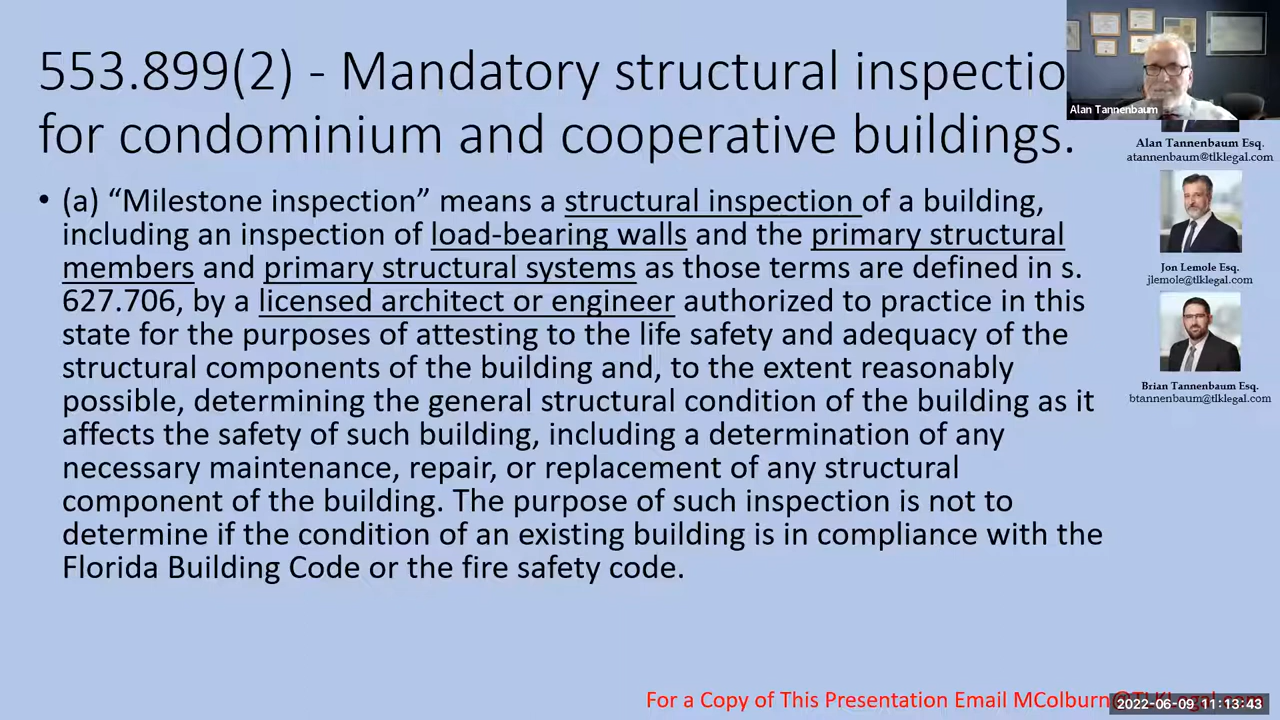 553.899(2) - Mandatory structural inspectio
for condominium and cooperative buildings.
• (a) “Milestone inspection” means a structural inspection of a building,
including an inspection of load-bearing walls and the primary structural
members and primary structural systems as those terms are defined in s.
627.706, by a licensed architect or engineer authorized to practice in this
state for the purposes of attesting to the life safety and adequacy of the
structural components of the building and, to the extent reasonably
possible, determining the general structural condition of the building as it
affects the safety of such building, including a determination of any
necessary maintenance, repair, or replacement of any structural
component of the building. The purpose of such inspection is not to
determine if the condition of an existing building is in compliance with the
Florida Building Code or the fire safety code.
Alan Tannenbaum
Alan Tannenbaum Esq.
atannenbaum@tlklegal.com
Jon Lemole Esq.
jlemole@tlklegal.com
Brian Tannenbaum Esq.
btannenbaum@tlklegal.com
For a Copy of This Presentation Email MColburn@TLKLegal.com
2022-06-09 11:13:43